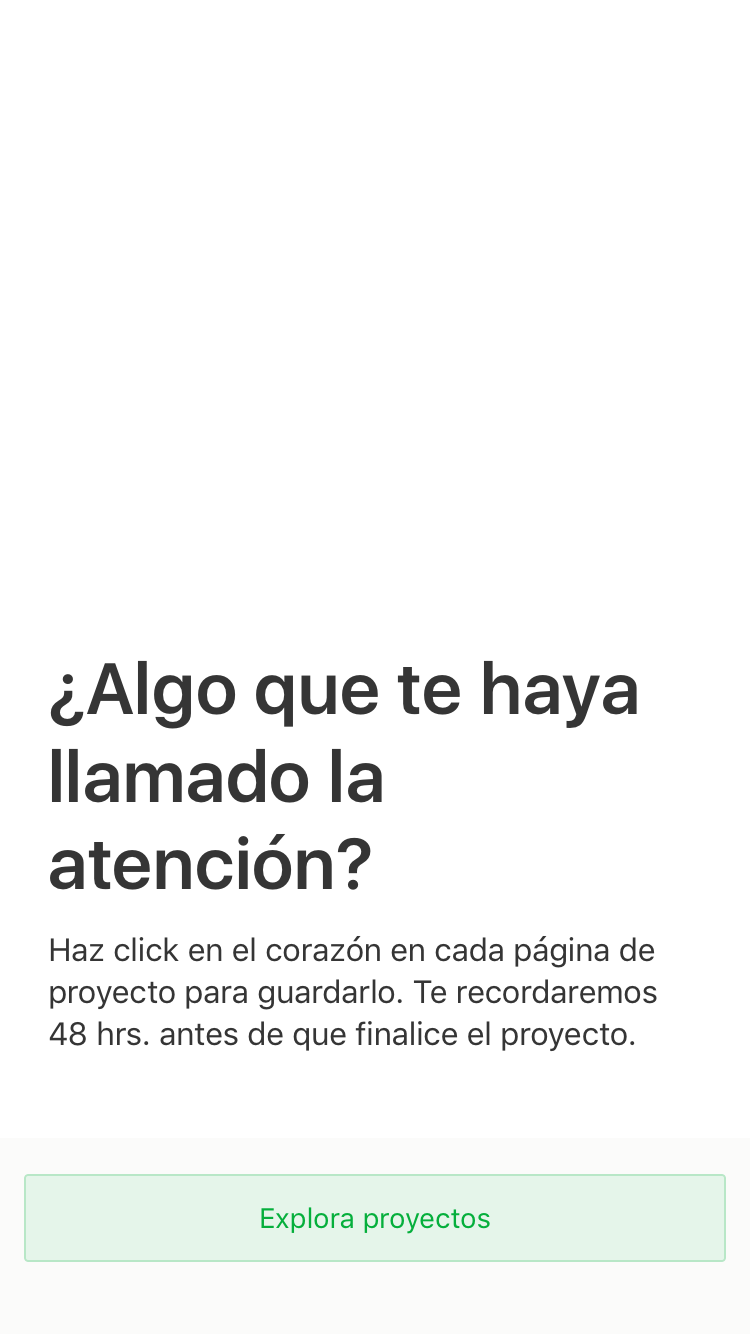 ¿Algo que te haya
llamado la
atención?
Haz click en el corazón en cada página de
proyecto para guardarlo. Te recordaremos
48 hrs. antes de que finalice el proyecto.
Explora proyectos